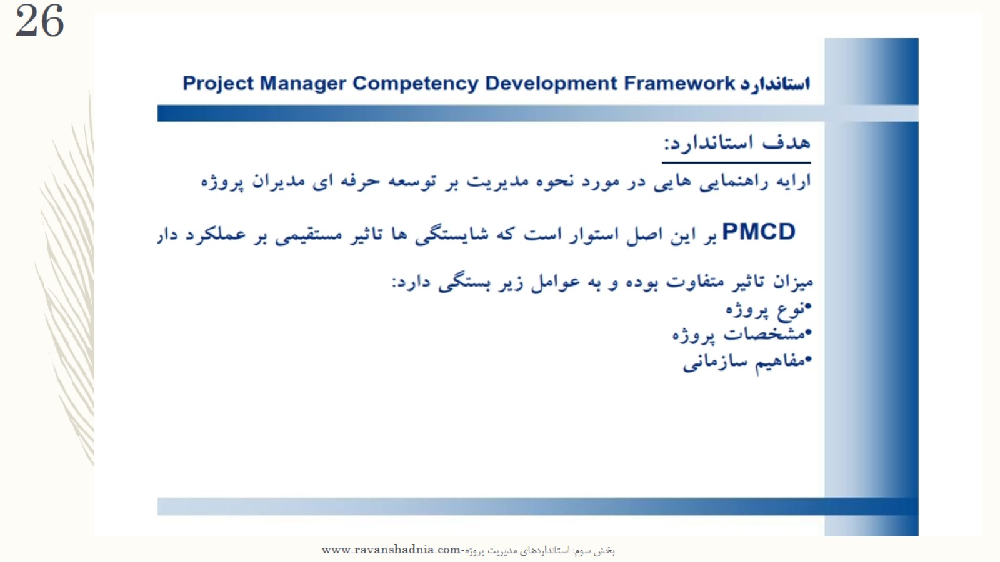 26
استاندارد Project Manager Competency Development Framework
هدف استاندارد:
ارایه راهنمایی هایی در مورد نحوه مدیریت بر توسعه حرفه ای مدیران پروژه
PMCD بر این اصل استوار است که شایستگی ها تاثیر مستقیمی بر عملکرد دار
میزان تاثیر متفاوت بوده و به عوامل زیر بستگی دارد:
•نوع پروژه
•مشخصات پروژه
•مفاهیم سازمانی
بخش سوم: استانداردهای مدیریت پروژه-www.ravanshadnia.com